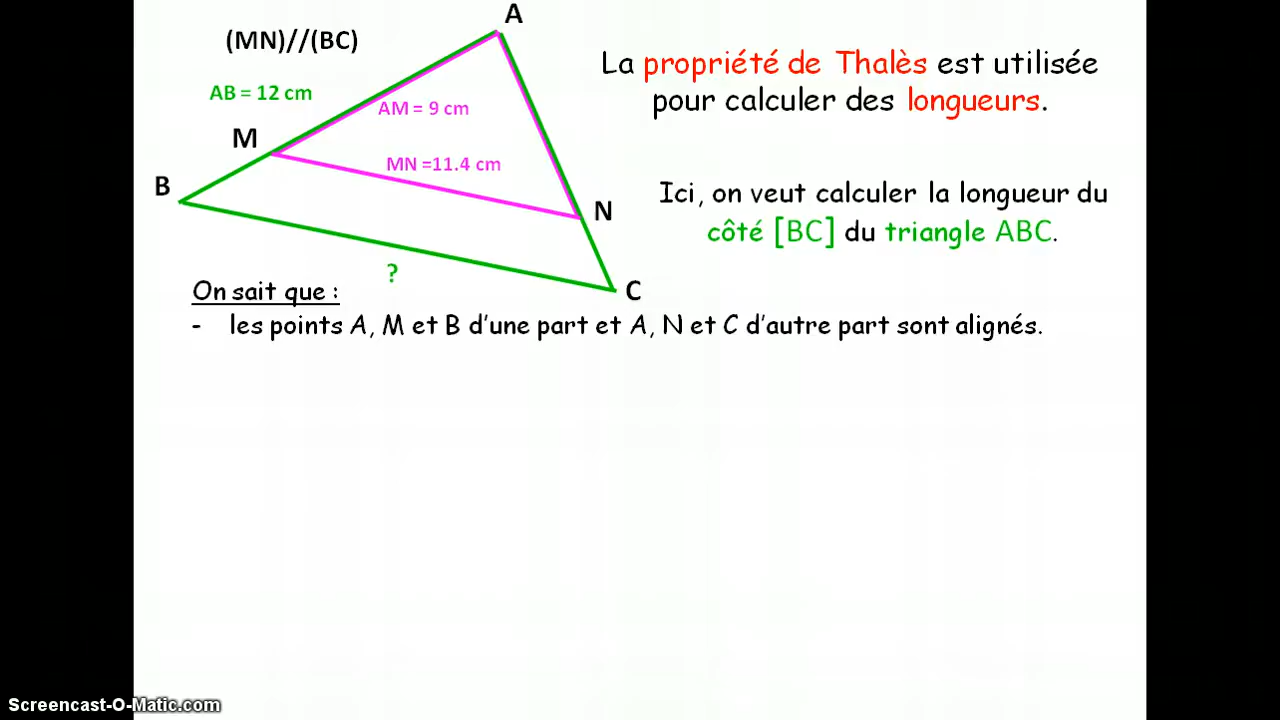 A
(MN)//(BC)
La propriété de Thalès est utilisée
pour calculer des longueurs.
AB = 12 cm
AM = 9 cm
M
MN =11.4 cm
B
N
Ici, on veut calculer la longueur du
côté [BC] du triangle ABC.
?
C
On sait que :
- les points A, M et B d'une part et A, N et C d'autre part sont alignés.
Screencast-O-Matic.com